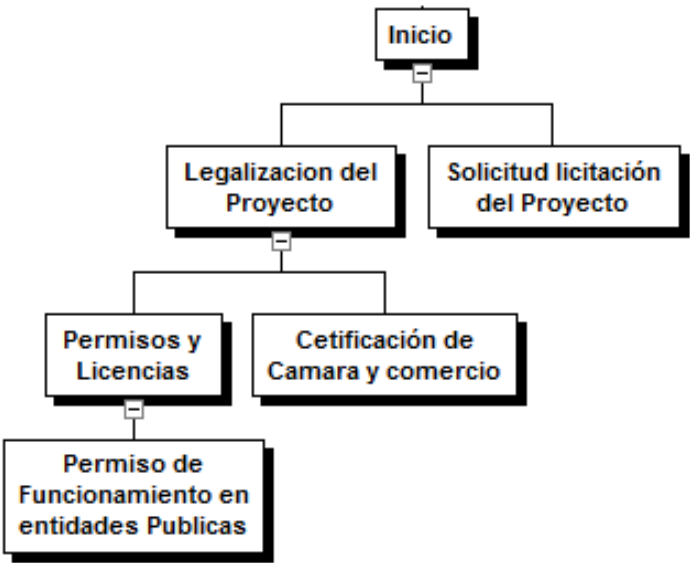 Inicio
Legalizacion del
Proyecto
Solicitud licitación
del Proyecto
Permisos y
Licencias
Cetificación de
Camara y comercio
Permiso de
Funcionamiento en
entidades Publicas